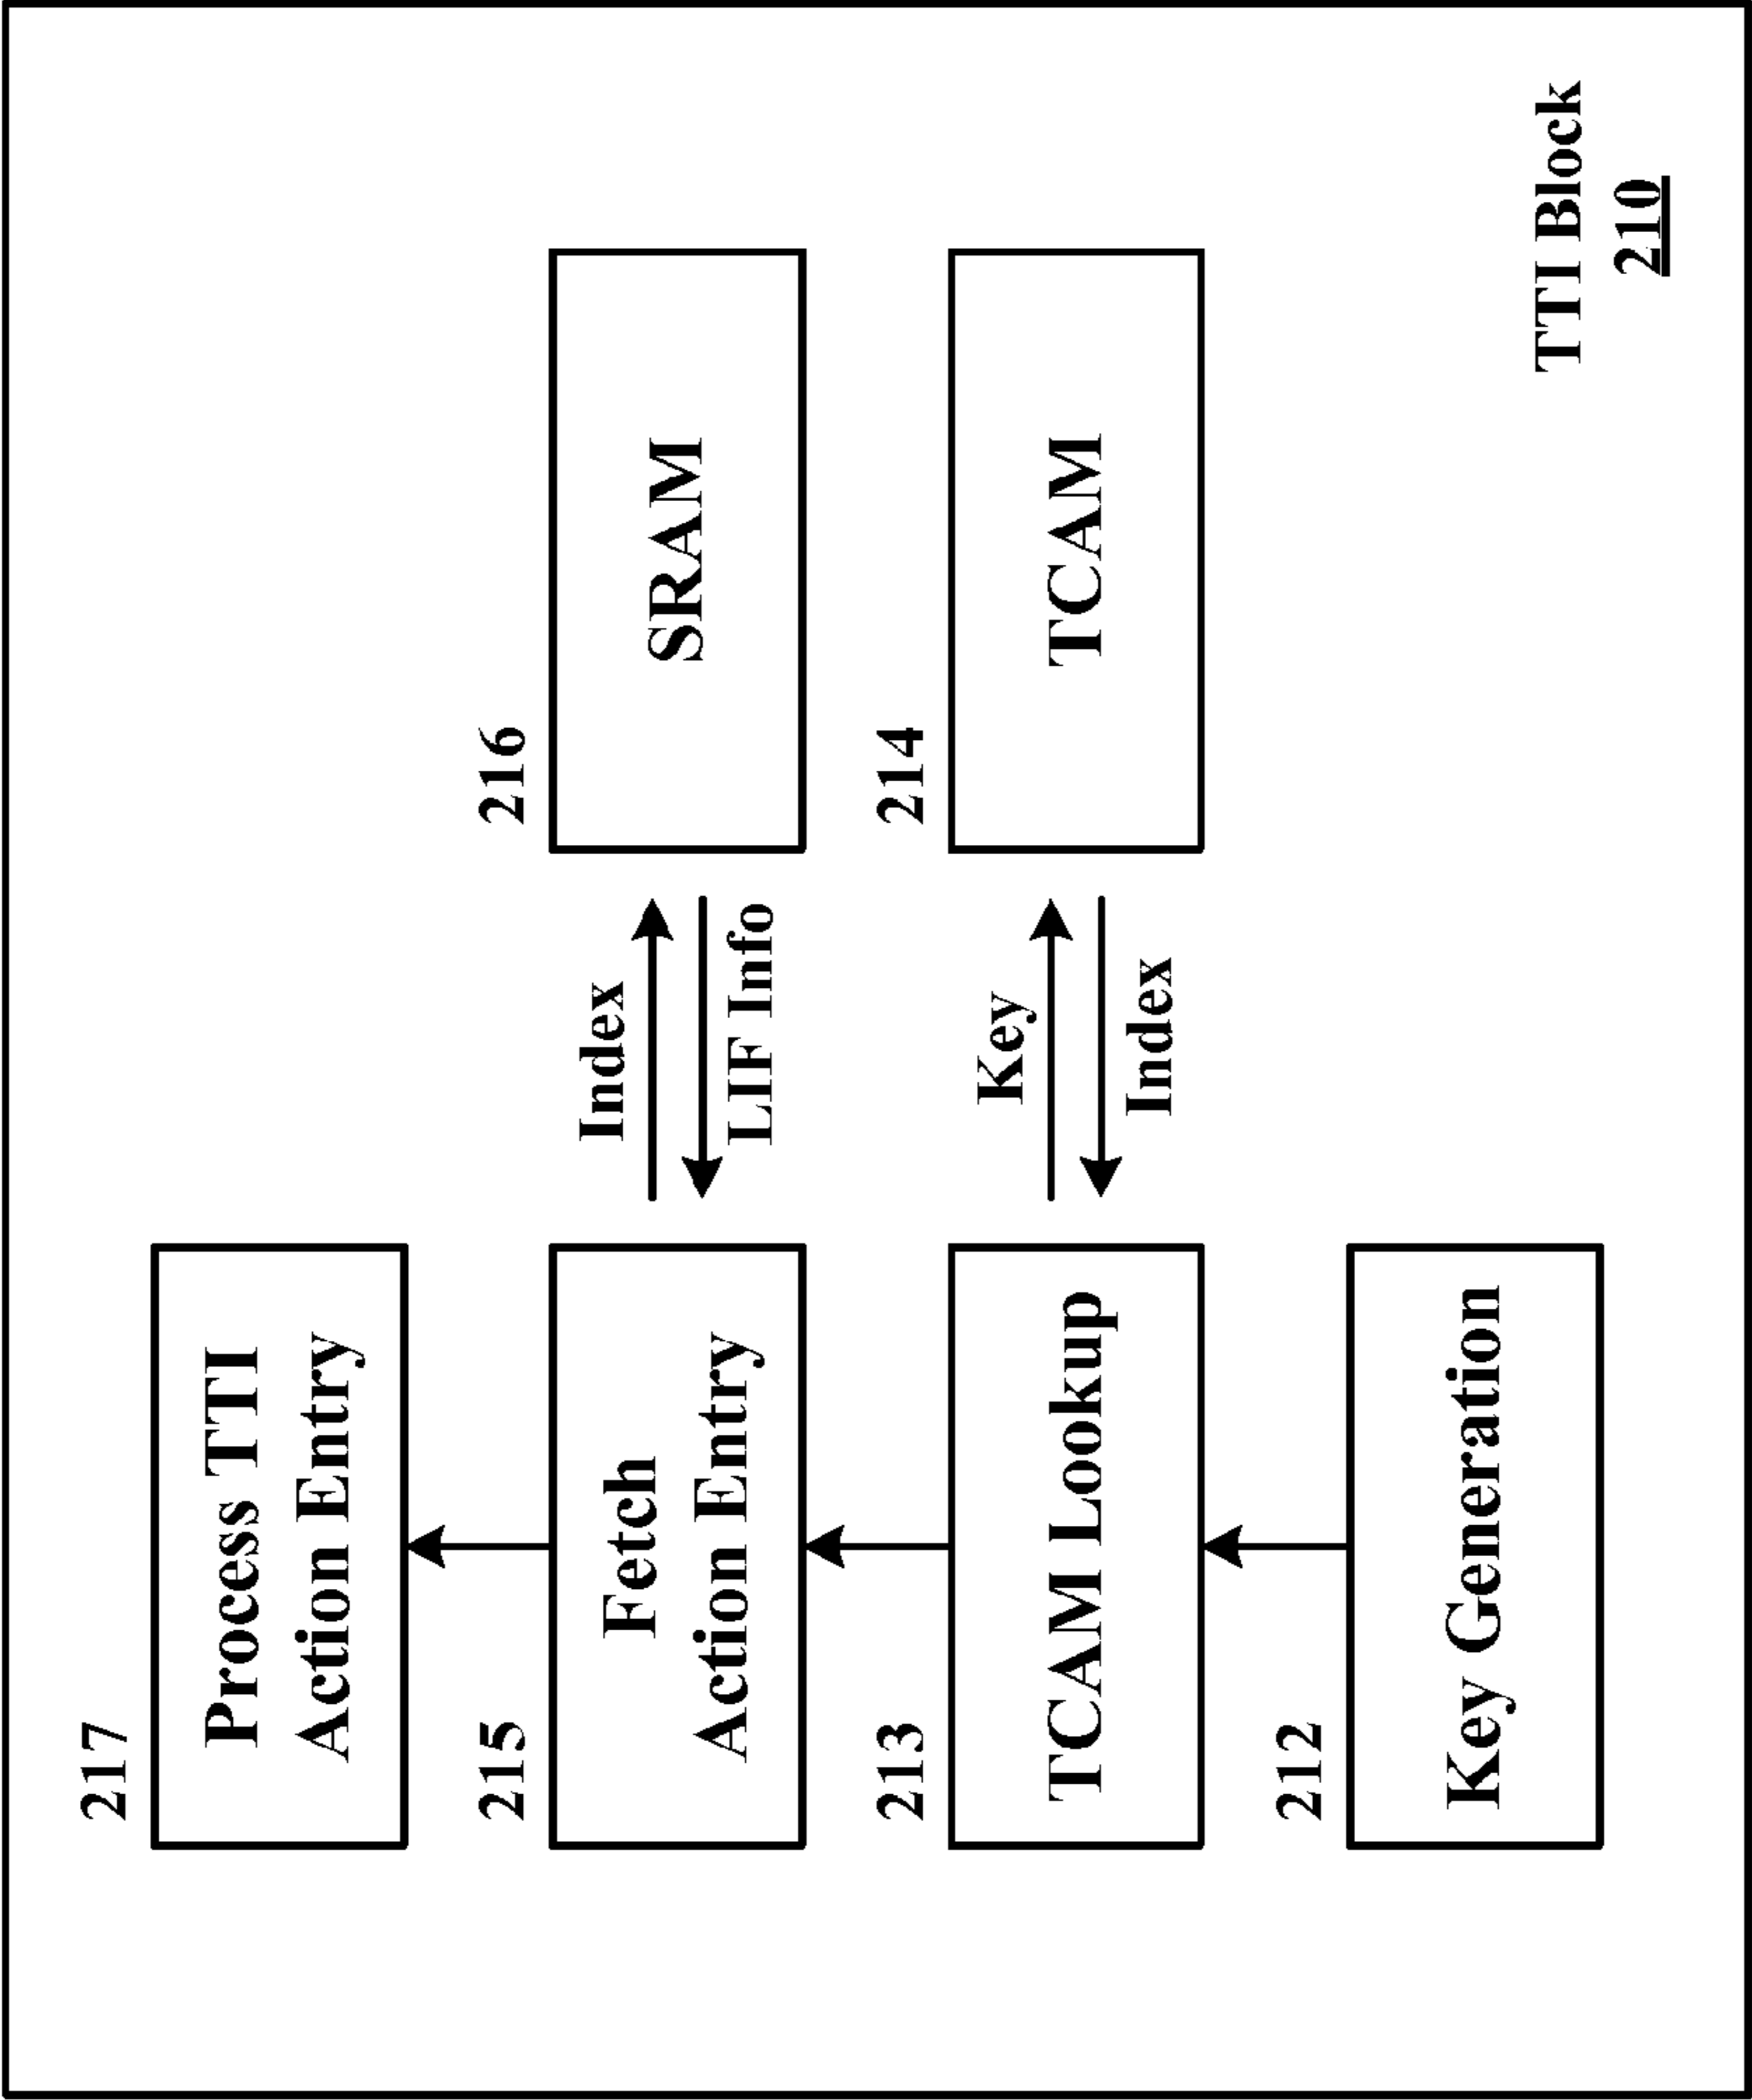 217
Process TTI
Action Entry
215
Fetch
Action Entry
Index
LIF Info
216
SRAM
213
TCAM Lookup
Key
Index
214
TCAM
212
Key Generation
TTI Block
210